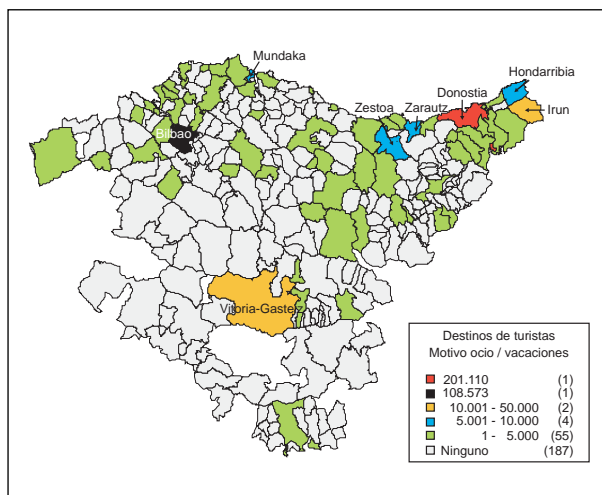 Mundaka
Hondarribia
Donostia
Zestoa Zarautz
Irun
Bilbao
Vitoria-Gasteiz
Destinos de turistas
Motivo ocio / vacaciones
201.110 (1)
108.573 (1)
10.001 - 50.000 (2)
5.001 - 10.000 (4)
1 - 5.000 (55)
Ninguno (187)